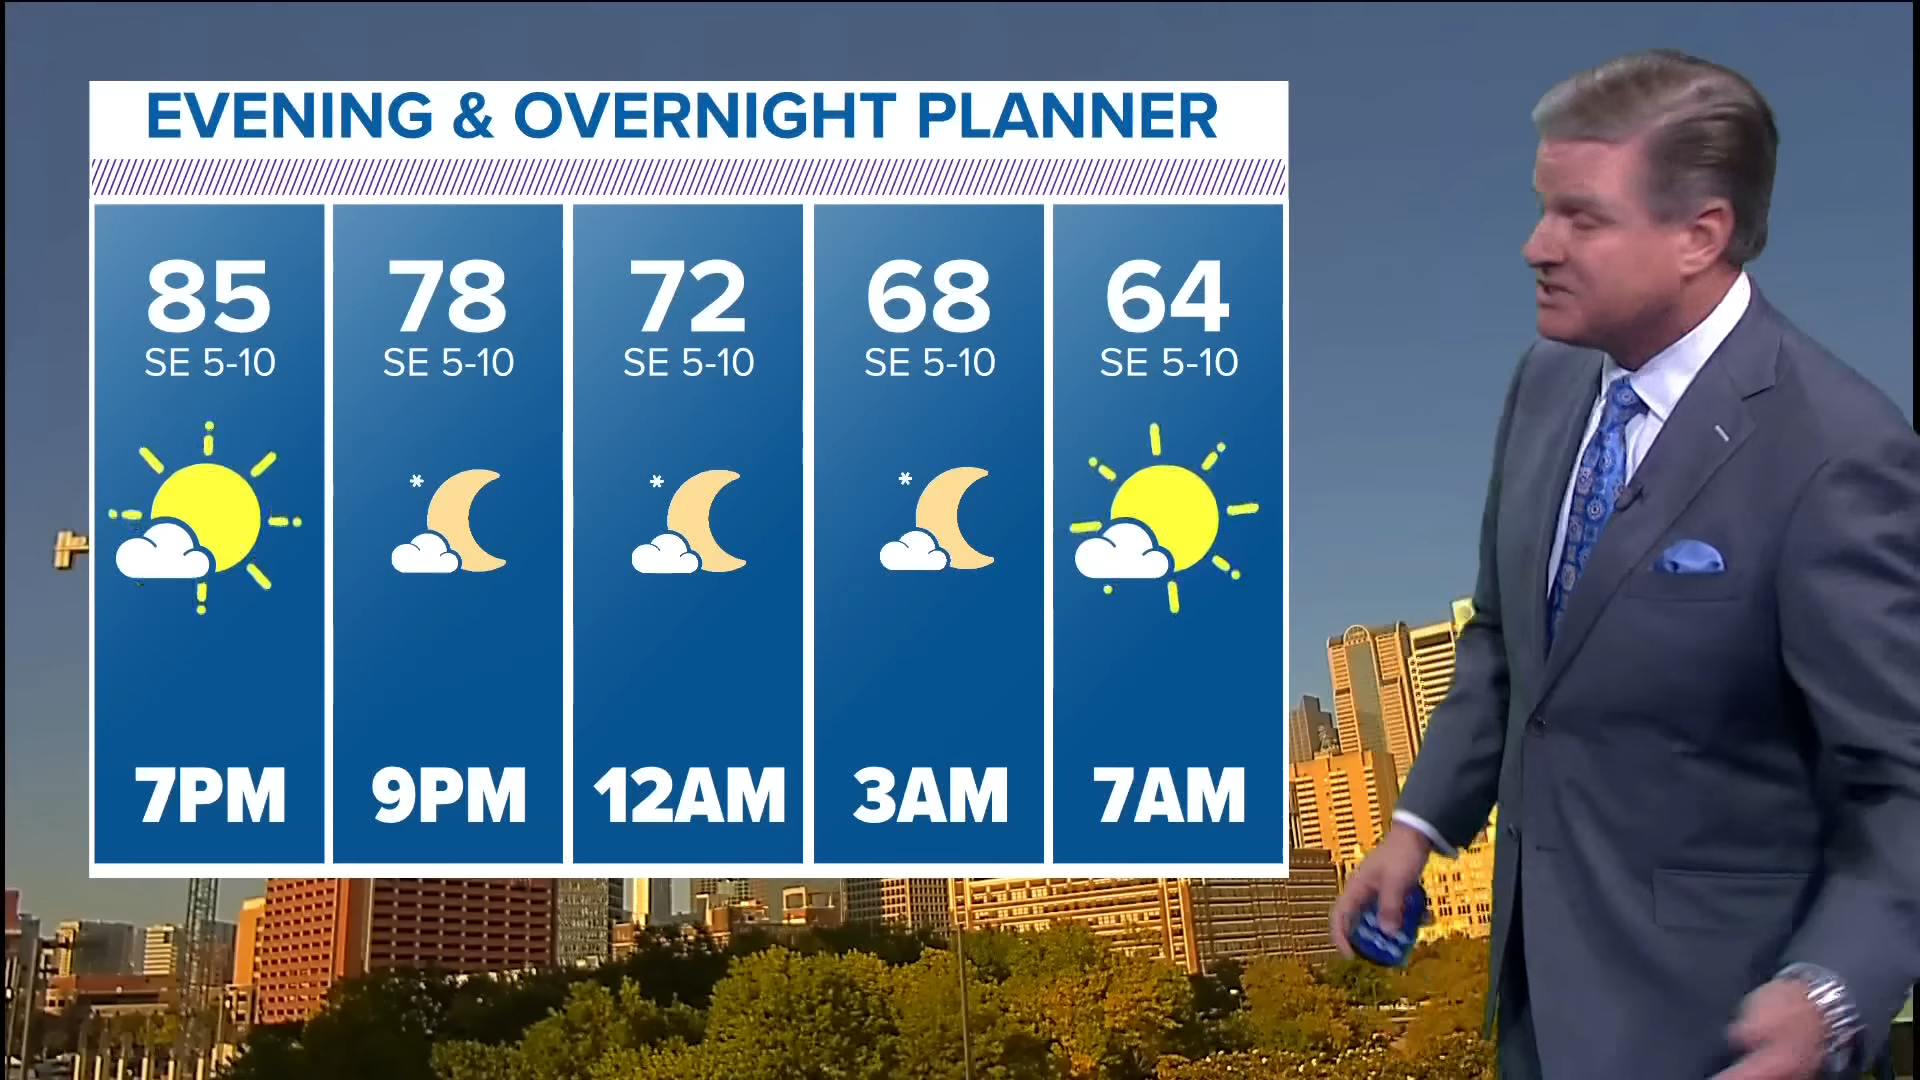 EVENING & OVERNIGHT PLANNER
85 78 72 68 64
SE 5-10 SE 5-10 SE 5-10 SE 5-10 SE 5-10
7PM 9PM 12AM 3AM 7AM